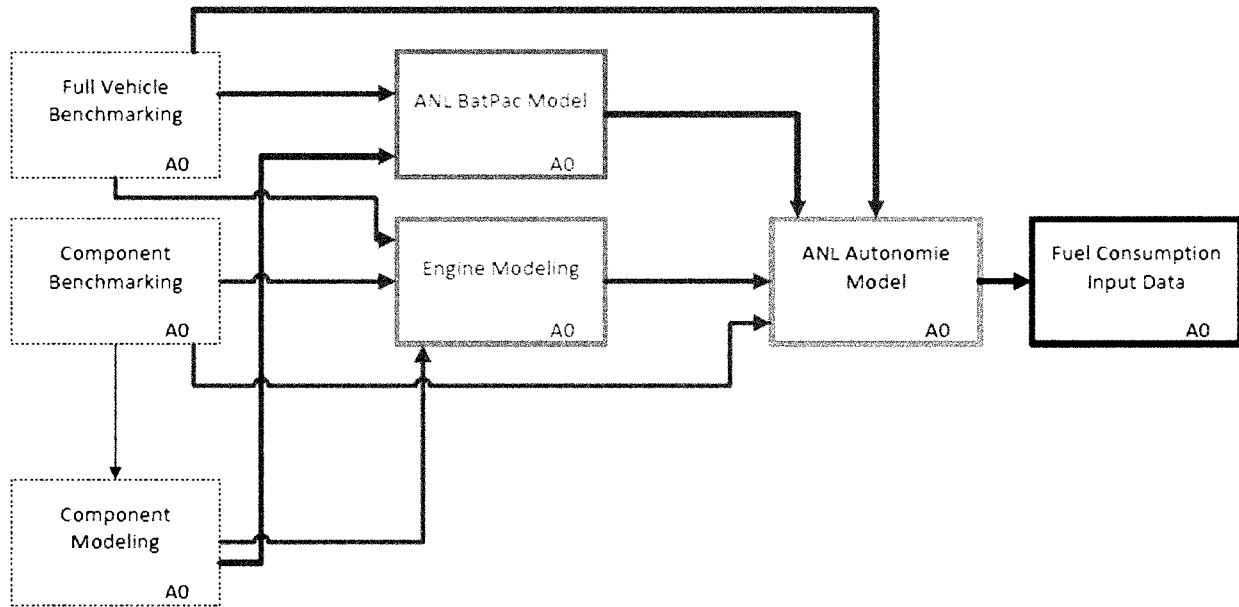 Full Vehicle
Benchmarking
A0
ANL BatPac Model
A0
Component
Benchmarking
A0
Engine Modeling
A0
ANL Autonomie
Model
A0
Fuel Consumption
Input Data
A0
Component
Modeling
A0